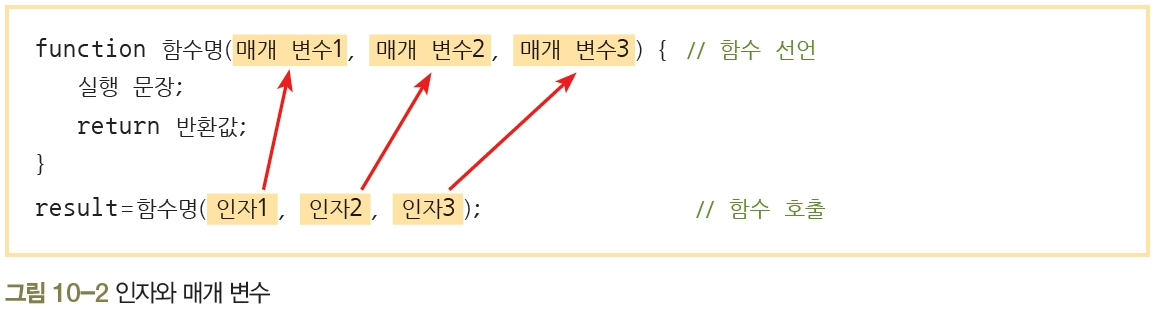 function 함수명(매개 변수1, 매개 변수2, 매개 변수3) { // 함수 선언
실행 문장;
return 반환값;
}
result=함수명(인자1, 인자2, 인자3); // 함수 호출
그림 10-2 인자와 매개 변수